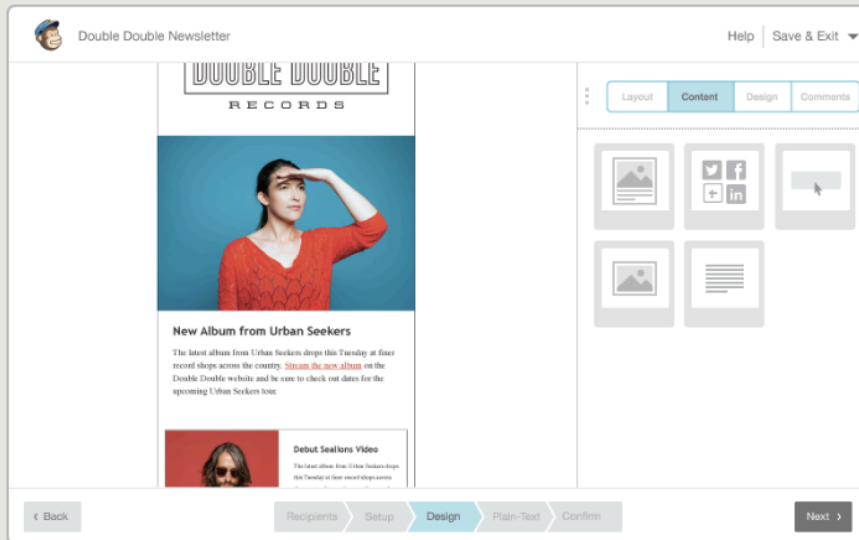 Double Double Newsletter
Help
Save & Exit
DOUBLE DOUBLE
RECORDS
Layout
Content
Design
Comments
New Album from Urban Seekers
The latest album from Urban Seekers drops this Tuesday at finer
record shops across the country. Stream the new album on the
Double Double website and be sure to check out dates for the
upcoming Urban Seekers tour.
Debut Sealions Video
The latest album from Urban Seekers drops
this Tuesday at finer record shops across
‹ Back
Recipients
Setup
Design
Plain-Text
Confirm
Next ›